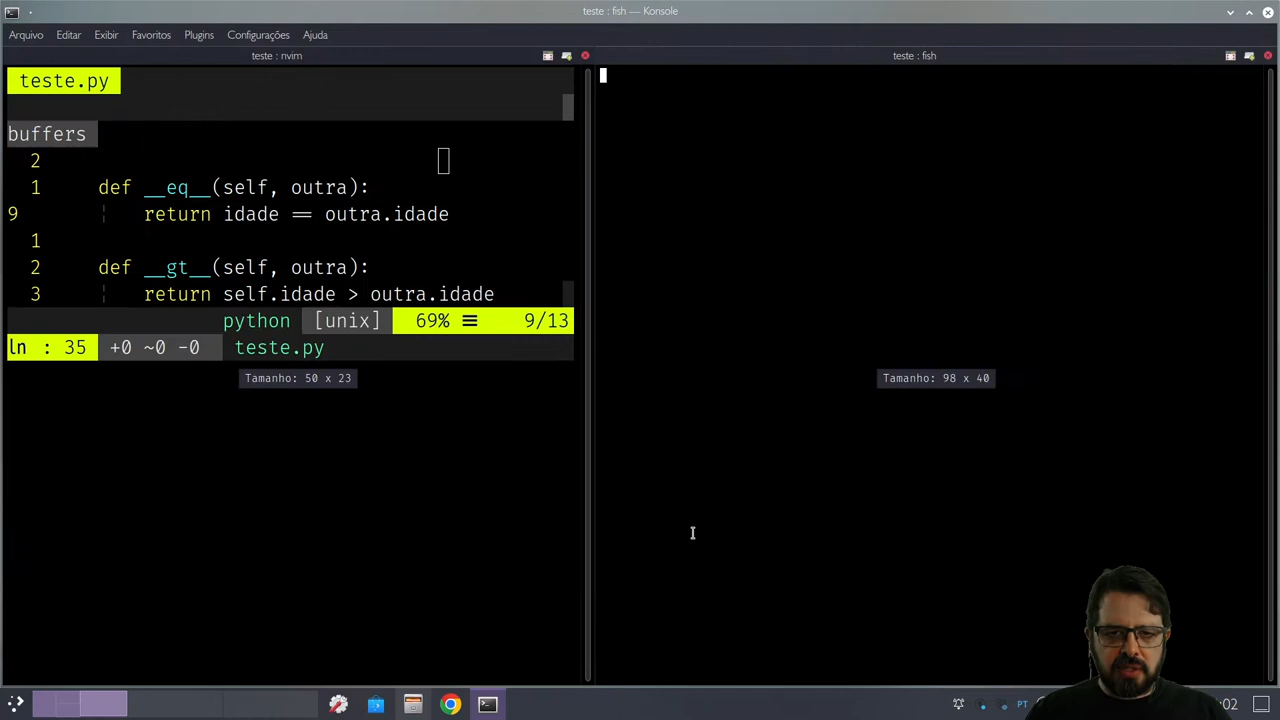 teste : fish — Konsole
Arquivo Editar Exibir Favoritos Plugins Configurações Ajuda
teste : nvim
teste : fish
teste.py
buffers
2
1 def __eq__(self, outra):
9 return idade == outra.idade
1
2 def __gt__(self, outra):
3 return self.idade > outra.idade
python [unix] 69% ☰ 9/13
ln : 35 +0 ~0 -0 teste.py
Tamanho: 50 x 23
Tamanho: 98 x 40
PT
:02